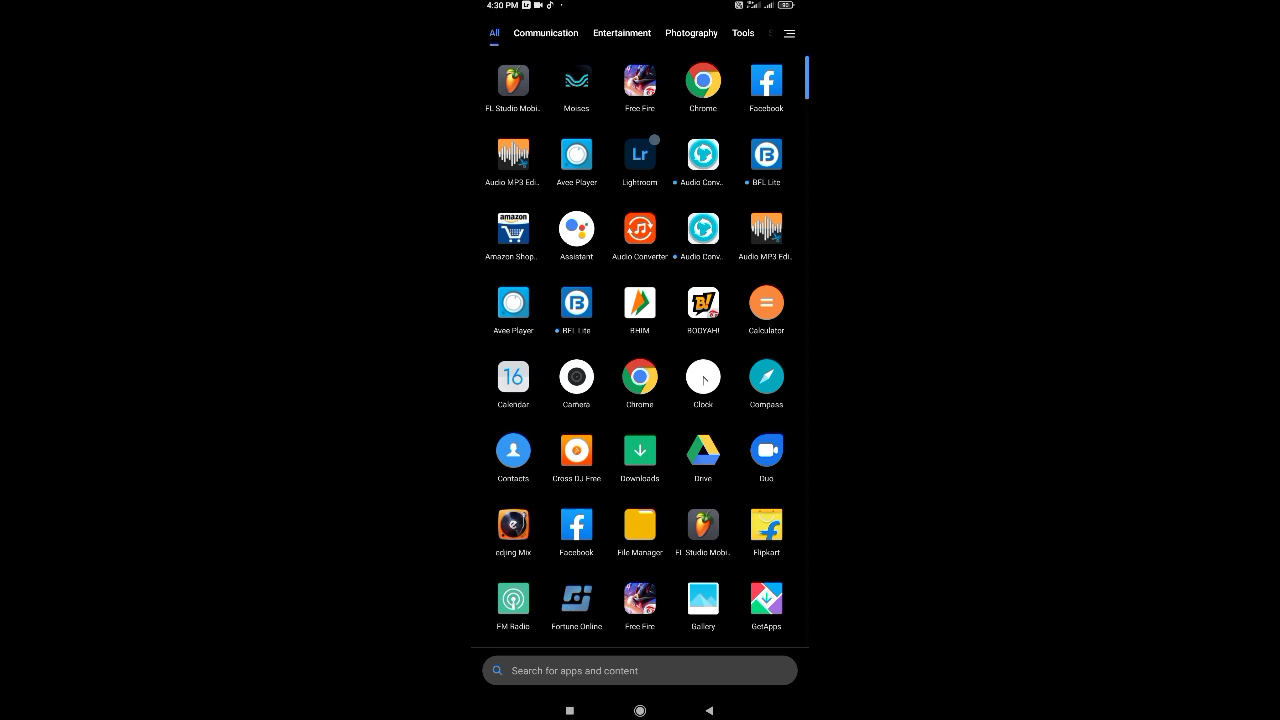 4:30 PM
All Communication Entertainment Photography Tools
FL Studio Mobi.. Moises Free Fire Chrome Facebook
Lr
Audio MP3 Edi.. Avee Player Lightroom Audio Conv.. BFL Lite
amazon
Amazon Shop.. Assistant Audio Converter Audio Conv.. Audio MP3 Edi..
B!
Avee Player BFL Lite BHIM BOOYAH! Calculator
16
Calendar Camera Chrome Clock Compass
Contacts Cross DJ Free Downloads Drive Duo
edjing Mix Facebook File Manager FL Studio Mobi.. Flipkart
FM Radio Fortune Online Free Fire Gallery GetApps
Search for apps and content